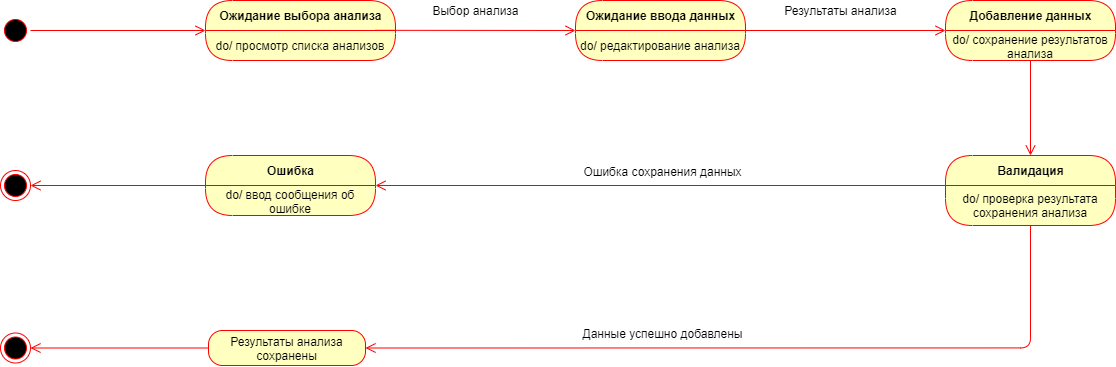 Ожидание выбора анализа
do/ просмотр списка анализов
Выбор анализа
Ожидание ввода данных
do/ редактирование анализа
Результаты анализа
Добавление данных
do/ сохранение результатов
анализа
Ошибка
do/ ввод сообщения об
ошибке
Ошибка сохранения данных
Валидация
do/ проверка результата
сохранения анализа
Результаты анализа
сохранены
Данные успешно добавлены